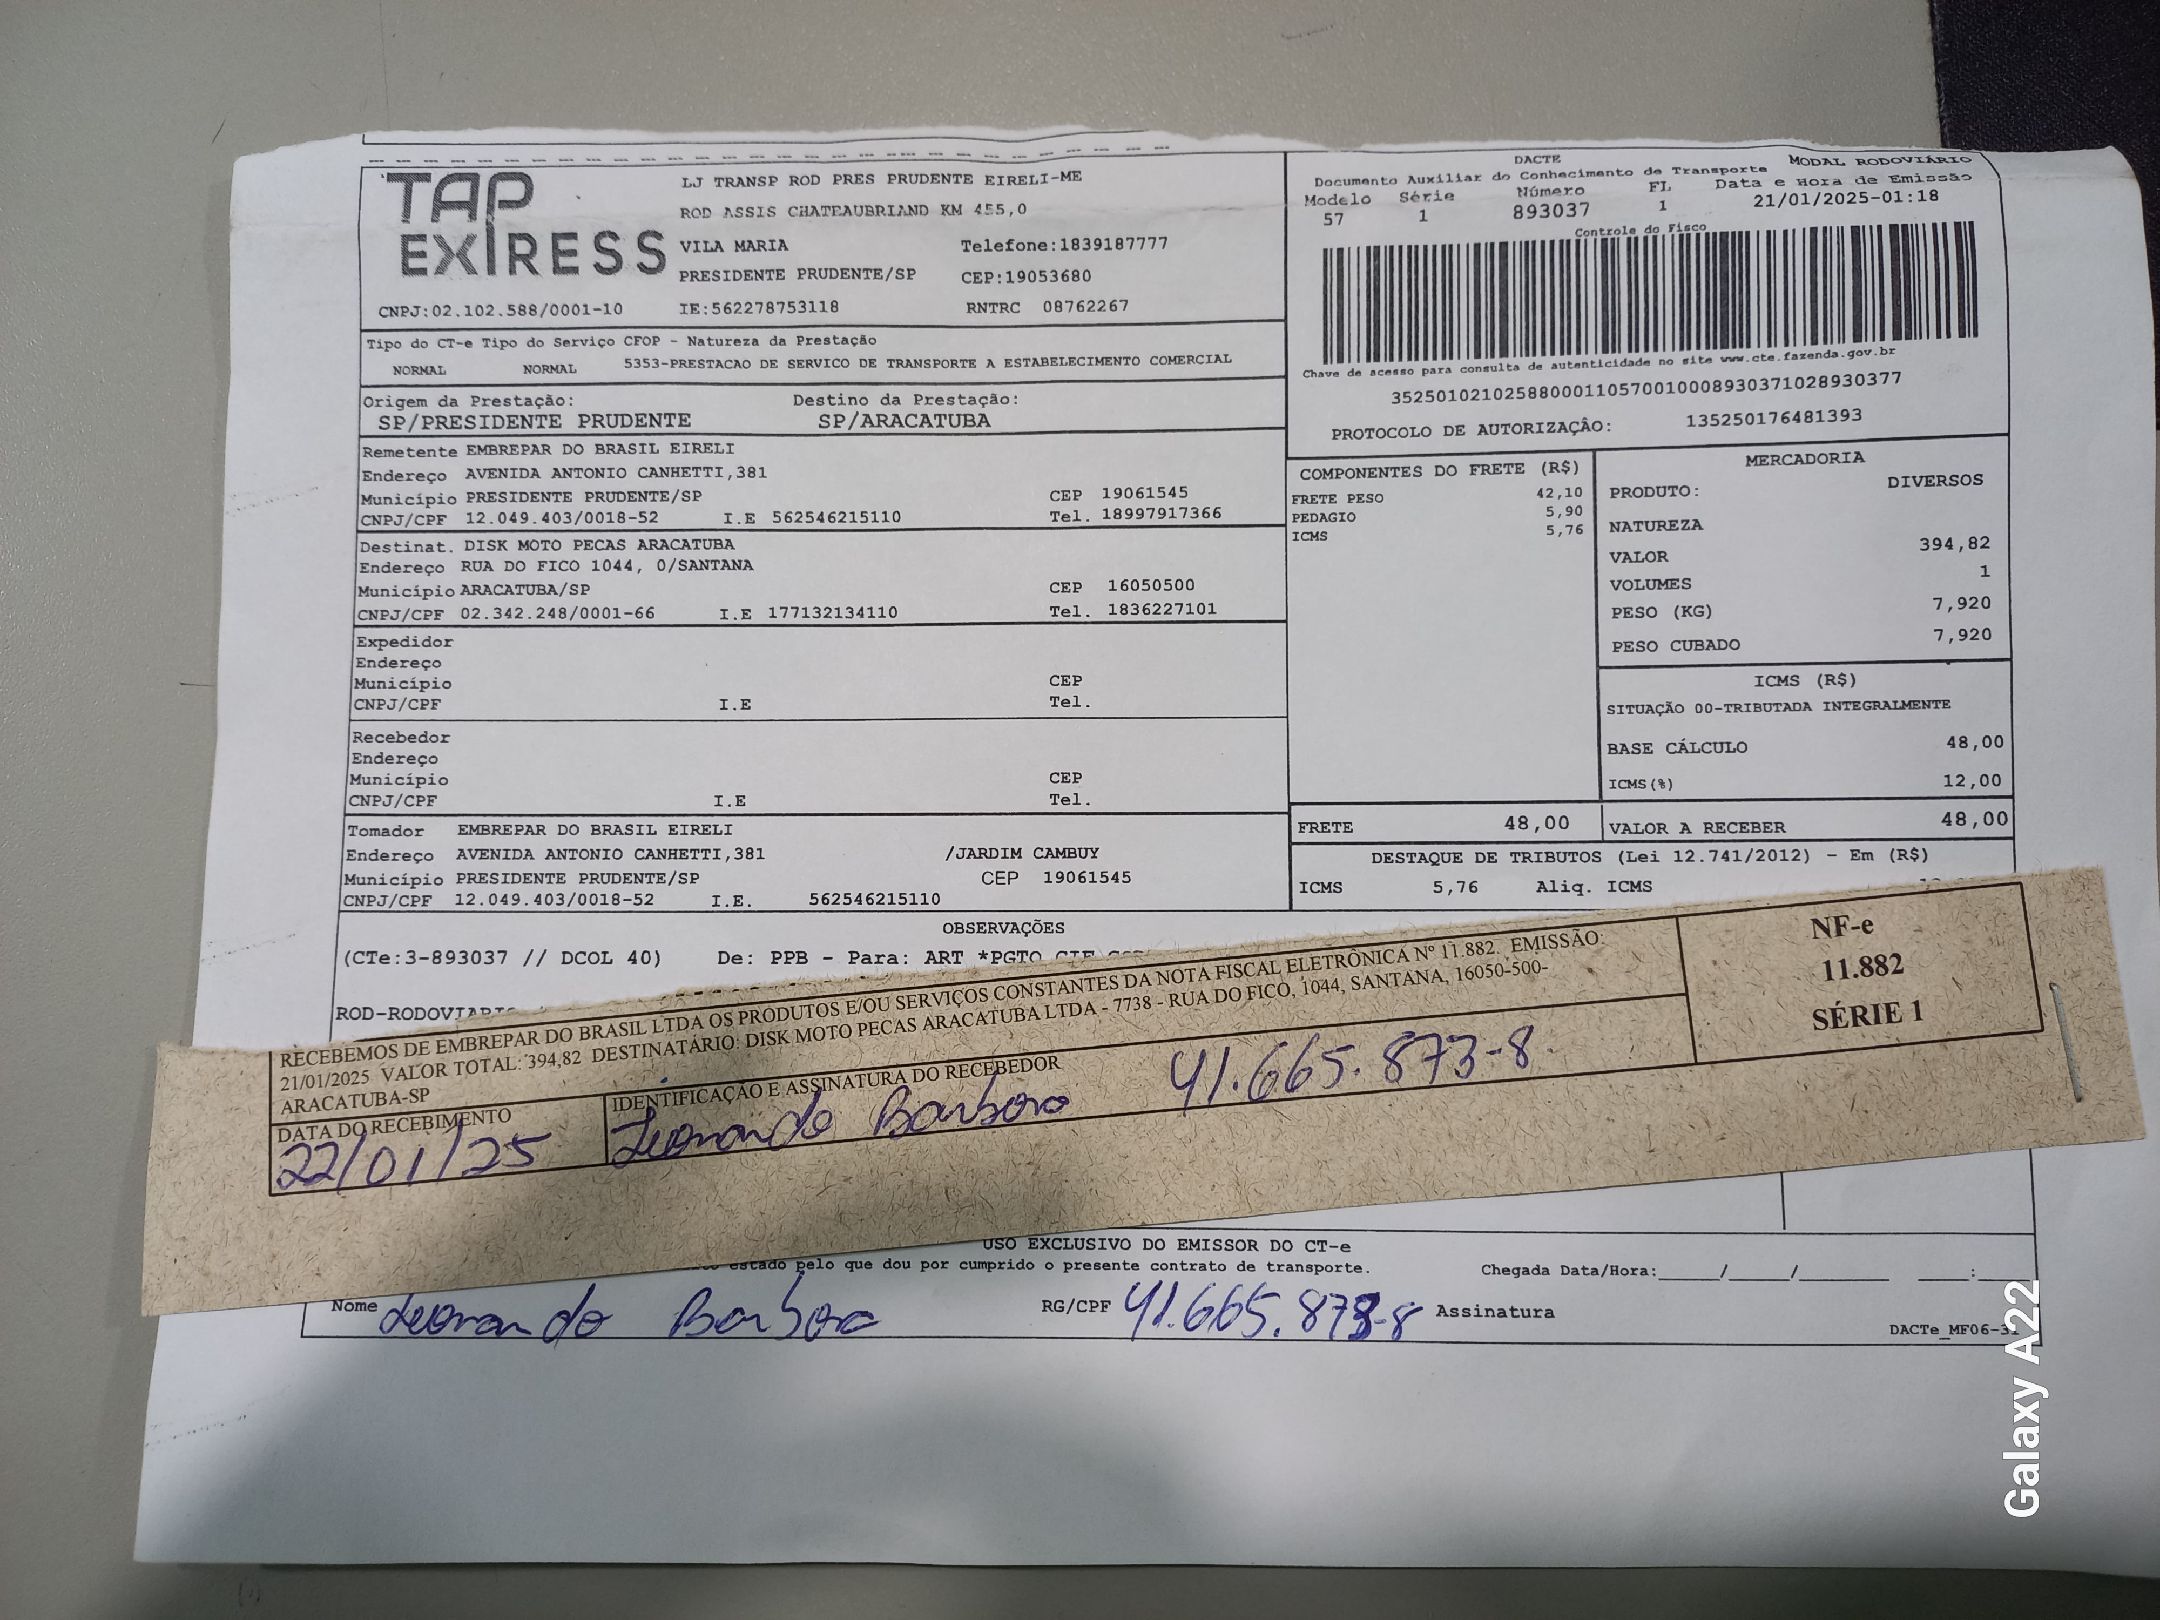 TAP EXPRESS
LJ TRANSP ROD PRES PRUDENTE EIRELI-ME
ROD ASSIS CHATEAUBRIAND KM 455,0
VILA MARIA Telefone:1839187777
PRESIDENTE PRUDENTE/SP CEP:19053680
CNPJ:02.102.588/0001-10 IE:562278753118 RNTRC 08762267
DACTE MODAL RODOVIÁRIO
Documento Auxiliar do Conhecimento de Transporte
Modelo Série Número FL Data e Hora de Emissão
57 1 893037 1 21/01/2025-01:18
Controle do Fisco
Chave de acesso para consulta de autenticidade no site www.cte.fazenda.gov.br
35250102102588000110570010008930371028930377
PROTOCOLO DE AUTORIZAÇÃO: 135250176481393
Tipo do CT-e Tipo do Serviço CFOP - Natureza da Prestação
NORMAL NORMAL 5353-PRESTACAO DE SERVICO DE TRANSPORTE A ESTABELECIMENTO COMERCIAL
Origem da Prestação: Destino da Prestação:
SP/PRESIDENTE PRUDENTE SP/ARACATUBA
Remetente EMBREPAR DO BRASIL EIRELI
Endereço AVENIDA ANTONIO CANHETTI,381
Município PRESIDENTE PRUDENTE/SP CEP 19061545
CNPJ/CPF 12.049.403/0018-52 I.E 562546215110 Tel. 18997917366
Destinat. DISK MOTO PECAS ARACATUBA
Endereço RUA DO FICO 1044, 0/SANTANA
Município ARACATUBA/SP CEP 16050500
CNPJ/CPF 02.342.248/0001-66 I.E 177132134110 Tel. 1836227101
Expedidor
Endereço
Município CEP
CNPJ/CPF I.E Tel.
Recebedor
Endereço
Município CEP
CNPJ/CPF I.E Tel.
Tomador EMBREPAR DO BRASIL EIRELI
Endereço AVENIDA ANTONIO CANHETTI,381 /JARDIM CAMBUY
Município PRESIDENTE PRUDENTE/SP CEP 19061545
CNPJ/CPF 12.049.403/0018-52 I.E. 562546215110
COMPONENTES DO FRETE (R$)
FRETE PESO 42,10
PEDAGIO 5,90
ICMS 5,76
MERCADORIA
PRODUTO: DIVERSOS
NATUREZA
VALOR 394,82
VOLUMES 1
PESO (KG) 7,920
PESO CUBADO 7,920
ICMS (R$)
SITUAÇÃO 00-TRIBUTADA INTEGRALMENTE
BASE CÁLCULO 48,00
ICMS(%) 12,00
FRETE 48,00 VALOR A RECEBER 48,00
DESTAQUE DE TRIBUTOS (Lei 12.741/2012) - Em (R$)
ICMS 5,76 Aliq. ICMS
OBSERVAÇÕES
(CTe:3-893037 // DCOL 40) De: PPB - Para: ART *PGTO CIF
RECEBEMOS DE EMBREPAR DO BRASIL LTDA OS PRODUTOS E/OU SERVIÇOS CONSTANTES DA NOTA FISCAL ELETRÔNICA Nº 11.882. EMISSÃO:
21/01/2025 VALOR TOTAL: 394,82 DESTINATÁRIO: DISK MOTO PECAS ARACATUBA LTDA - 7738 - RUA DO FICO, 1044, SANTANA, 16050-500-
ARACATUBA-SP
DATA DO RECEBIMENTO
22/01/25
IDENTIFICAÇÃO E ASSINATURA DO RECEBEDOR
Leonardo Barbosa 41.665.873-8
NF-e
11.882
SÉRIE 1
USO EXCLUSIVO DO EMISSOR DO CT-e
estado pelo que dou por cumprido o presente contrato de transporte. Chegada Data/Hora:_____/_____/________ ____:____
Nome Leonardo Barbosa RG/CPF 41.665.873-8 Assinatura
DACTe_MF06-31
Galaxy A22